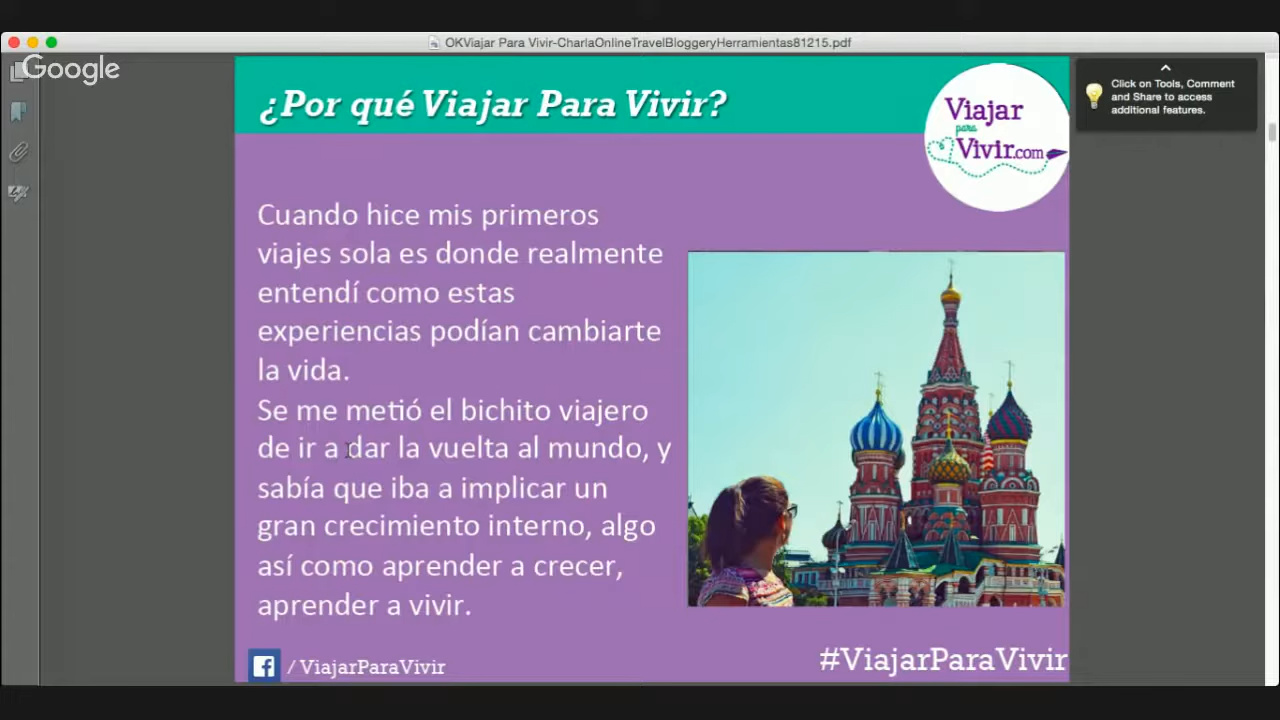 OKViajar Para Vivir-CharlaOnlineTravelBloggeryHerramientas81215.pdf
Google
Click on Tools, Comment
and Share to access
additional features.
¿Por qué Viajar Para Vivir?
Viajar
para
Vivir.com
Cuando hice mis primeros
viajes sola es donde realmente
entendí como estas
experiencias podían cambiarte
la vida.
Se me metió el bichito viajero
de ir a dar la vuelta al mundo, y
sabía que iba a implicar un
gran crecimiento interno, algo
así como aprender a crecer,
aprender a vivir.
f / ViajarParaVivir
#ViajarParaVivir